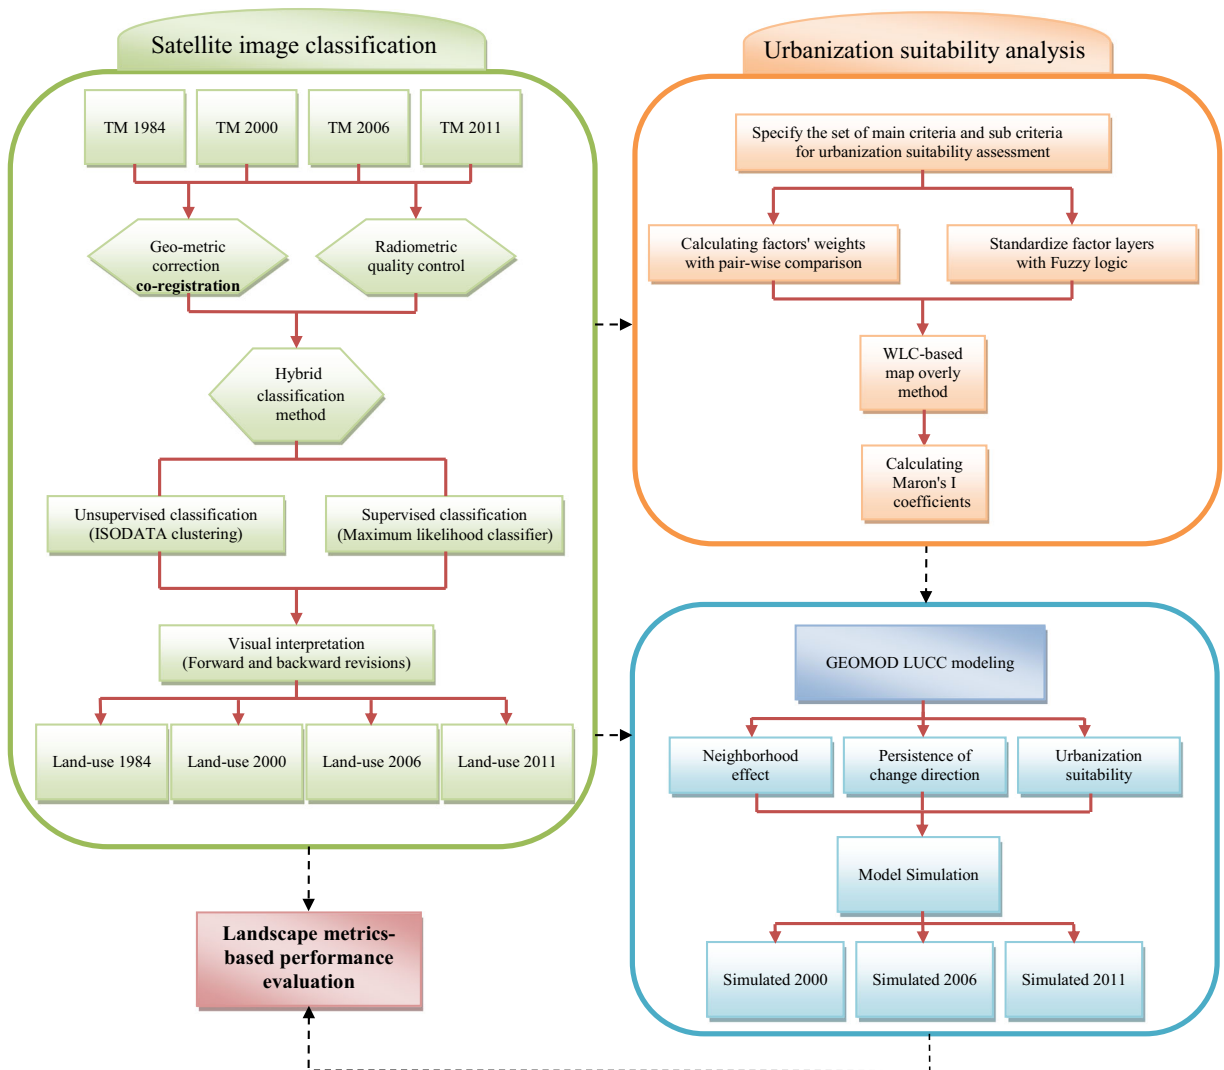 Satellite image classification
TM 1984
TM 2000
TM 2006
TM 2011
Geo-metric
correction
co-registration
Radiometric
quality control
Hybrid
classification
method
Unsupervised classification
(ISODATA clustering)
Supervised classification
(Maximum likelihood classifier)
Visual interpretation
(Forward and backward revisions)
Land-use 1984
Land-use 2000
Land-use 2006
Land-use 2011
Landscape metrics-
based performance
evaluation
Urbanization suitability analysis
Specify the set of main criteria and sub criteria
for urbanization suitability assessment
Calculating factors' weights
with pair-wise comparison
Standardize factor layers
with Fuzzy logic
WLC-based
map overly
method
Calculating
Maron's I
coefficients
GEOMOD LUCC modeling
Neighborhood
effect
Persistence of
change direction
Urbanization
suitability
Model Simulation
Simulated 2000
Simulated 2006
Simulated 2011